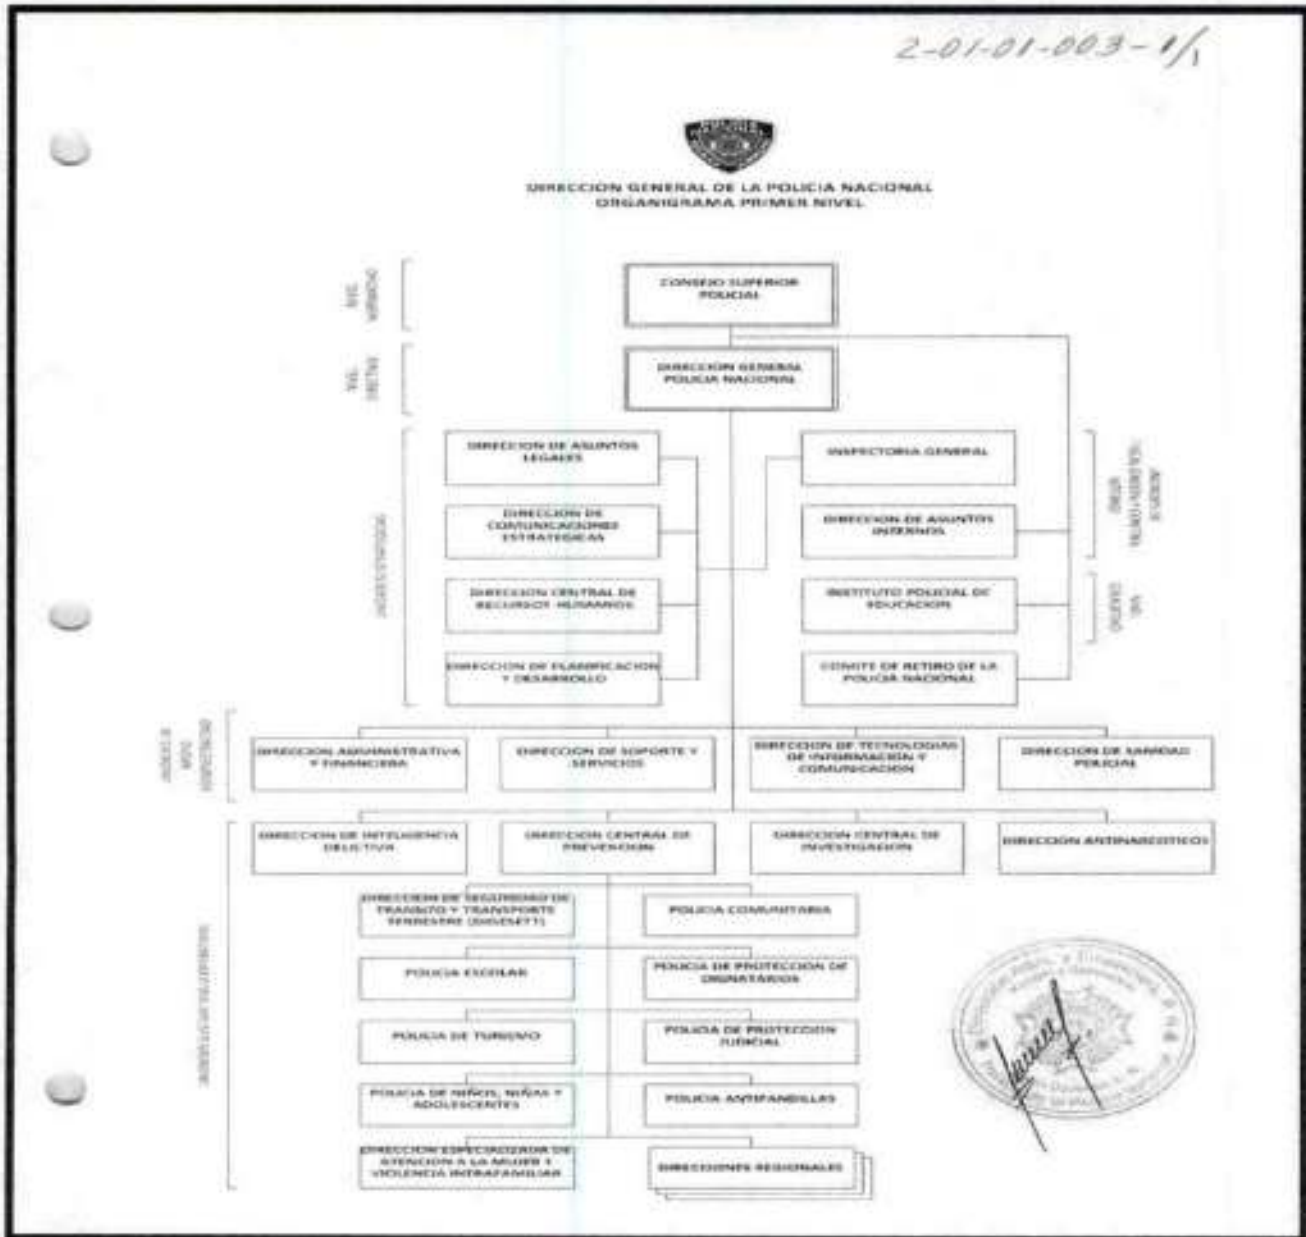 2-01-01-003-1/1
DIRECCION GENERAL DE LA POLICIA NACIONAL
ORGANIGRAMA PRIMER NIVEL
CONSEJO SUPERIOR
POLICIAL
DIRECCION GENERAL
POLICIA NACIONAL
DIRECCION DE ASUNTOS
LEGALES
INSPECTORIA GENERAL
DIRECCION DE
COMUNICACIONES
ESTRATEGICAS
DIRECCION DE ASUNTOS
INTERNOS
DIRECCION CENTRAL DE
RECURSOS HUMANOS
INSTITUTO POLICIAL DE
EDUCACION
DIRECCION DE PLANIFICACION
Y DESARROLLO
COMITE DE RETIRO DE LA
POLICIA NACIONAL
DIRECCION ADMINISTRATIVA
Y FINANCIERA
DIRECCION DE SOPORTE Y
SERVICIOS
DIRECCION DE TECNOLOGIAS
DE INFORMACION Y
COMUNICACION
DIRECCION DE SANIDAD
POLICIAL
DIRECCION DE INTELIGENCIA
DELICTIVA
DIRECCION CENTRAL DE
PREVENCION
DIRECCION CENTRAL DE
INVESTIGACION
DIRECCION ANTINARCOTICOS
DIRECCION DE SEGURIDAD DE
TRANSITO Y TRANSPORTE
TERRESTRE (DIGESETT)
POLICIA COMUNITARIA
POLICIA ESCOLAR
POLICIA DE PROTECCION DE
DIGNATARIOS
POLICIA DE TURISMO
POLICIA DE PROTECCION
JUDICIAL
POLICIA DE NIÑOS, NIÑAS Y
ADOLESCENTES
POLICIA ANTIPANDILLAS
DIRECCION ESPECIALIZADA DE
ATENCION A LA MUJER Y
VIOLENCIA INTRAFAMILIAR
DIRECCIONES REGIONALES